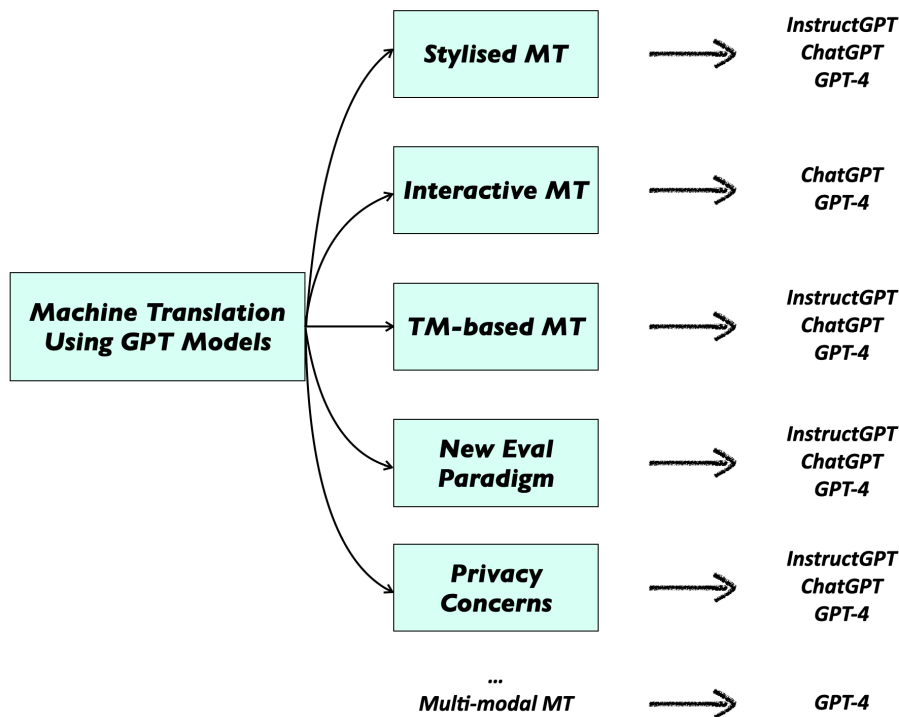 Stylised MT
InstructGPT
ChatGPT
GPT-4
Interactive MT
ChatGPT
GPT-4
Machine Translation
Using GPT Models
TM-based MT
InstructGPT
ChatGPT
GPT-4
New Eval
Paradigm
InstructGPT
ChatGPT
GPT-4
Privacy
Concerns
InstructGPT
ChatGPT
GPT-4
...
Multi-modal MT
GPT-4